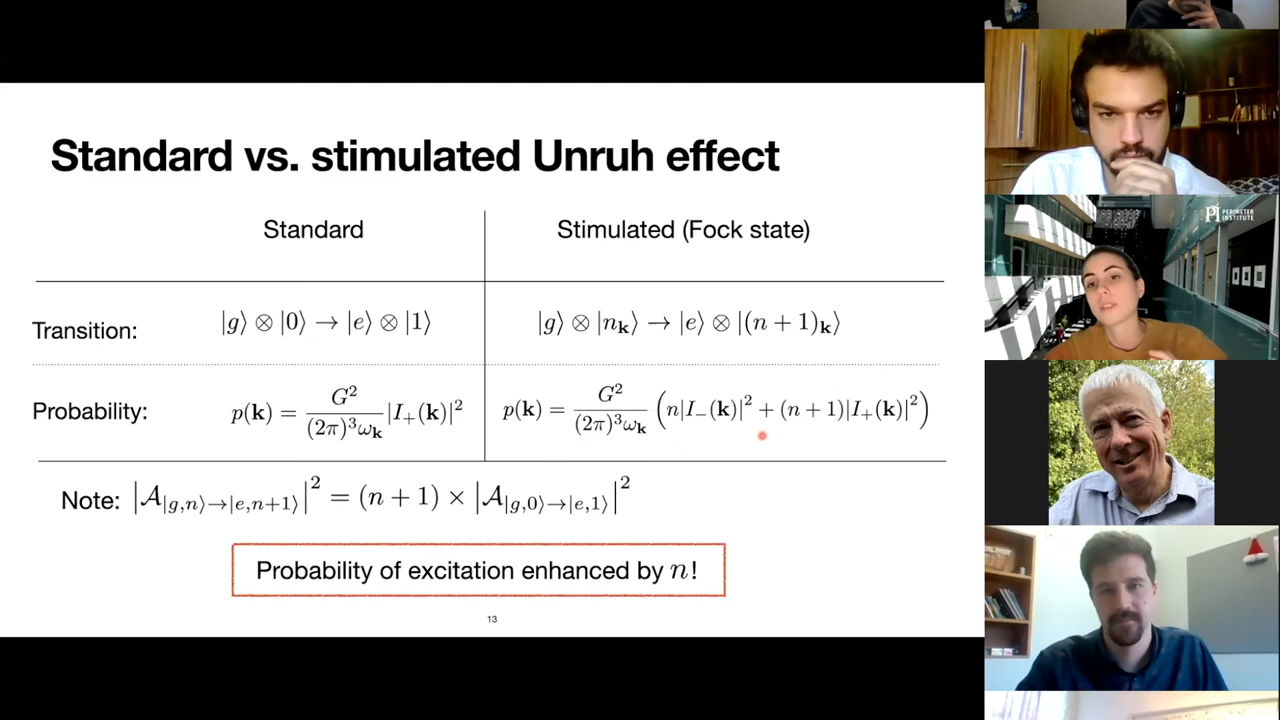 Standard vs. stimulated Unruh effect
Standard
Stimulated (Fock state)
Transition:
|g⟩ ⊗ |0⟩ → |e⟩ ⊗ |1⟩
|g⟩ ⊗ |n_𝐤⟩ → |e⟩ ⊗ |(n + 1)_𝐤⟩
Probability:
p(𝐤) = G²/((2π)³ω_𝐤) |I₊(𝐤)|²
p(𝐤) = G²/((2π)³ω_𝐤) (n|I₋(𝐤)|² + (n + 1)|I₊(𝐤)|²)
Note: |𝒜_{|g,n⟩→|e,n+1⟩}|² = (n + 1) × |𝒜_{|g,0⟩→|e,1⟩}|²
Probability of excitation enhanced by n!
13
PI PERIMETER
INSTITUTE